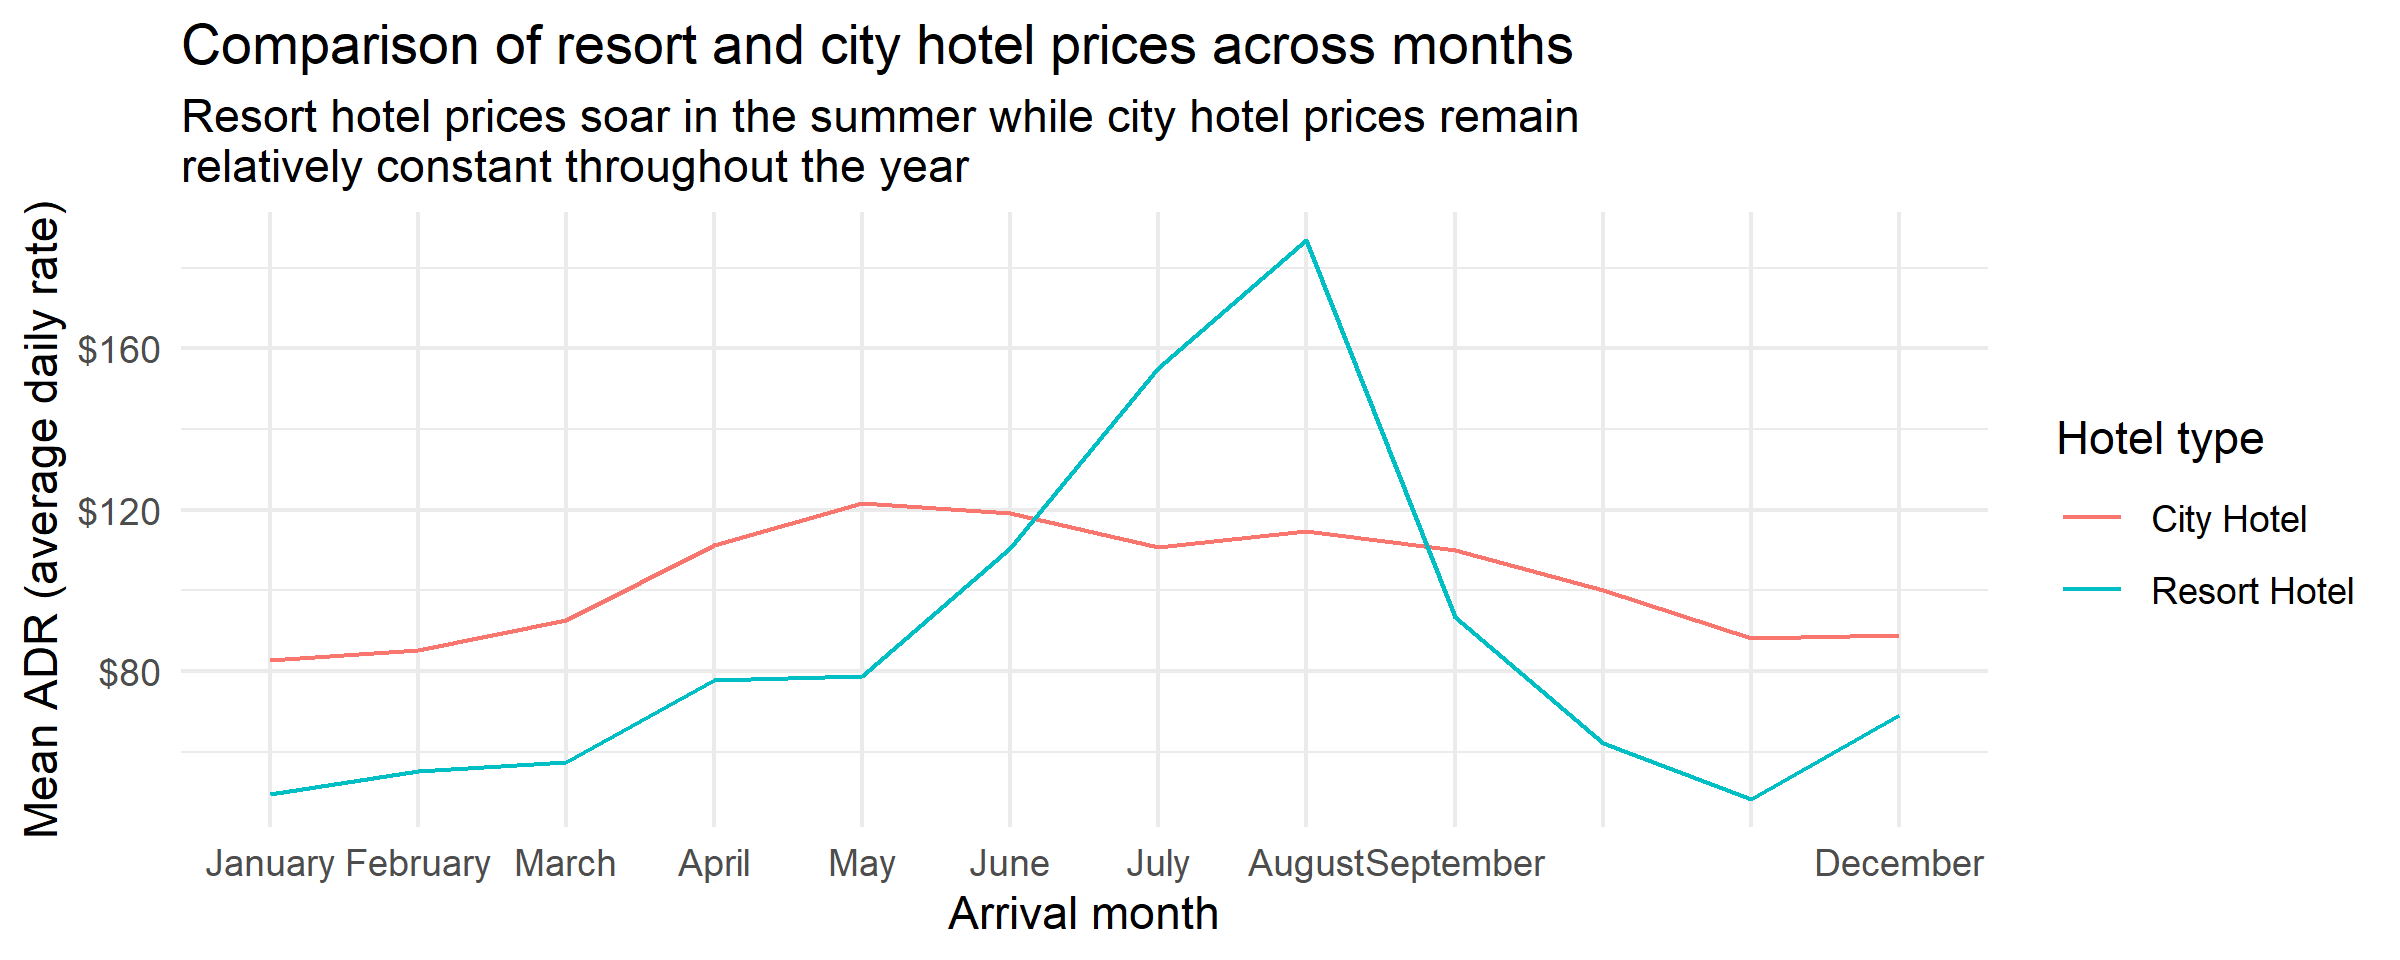 Comparison of resort and city hotel prices across months
Resort hotel prices soar in the summer while city hotel prices remain
relatively constant throughout the year
Mean ADR (average daily rate)
$160
$120
$80
January February March April May June July August September December
Arrival month
Hotel type
City Hotel
Resort Hotel